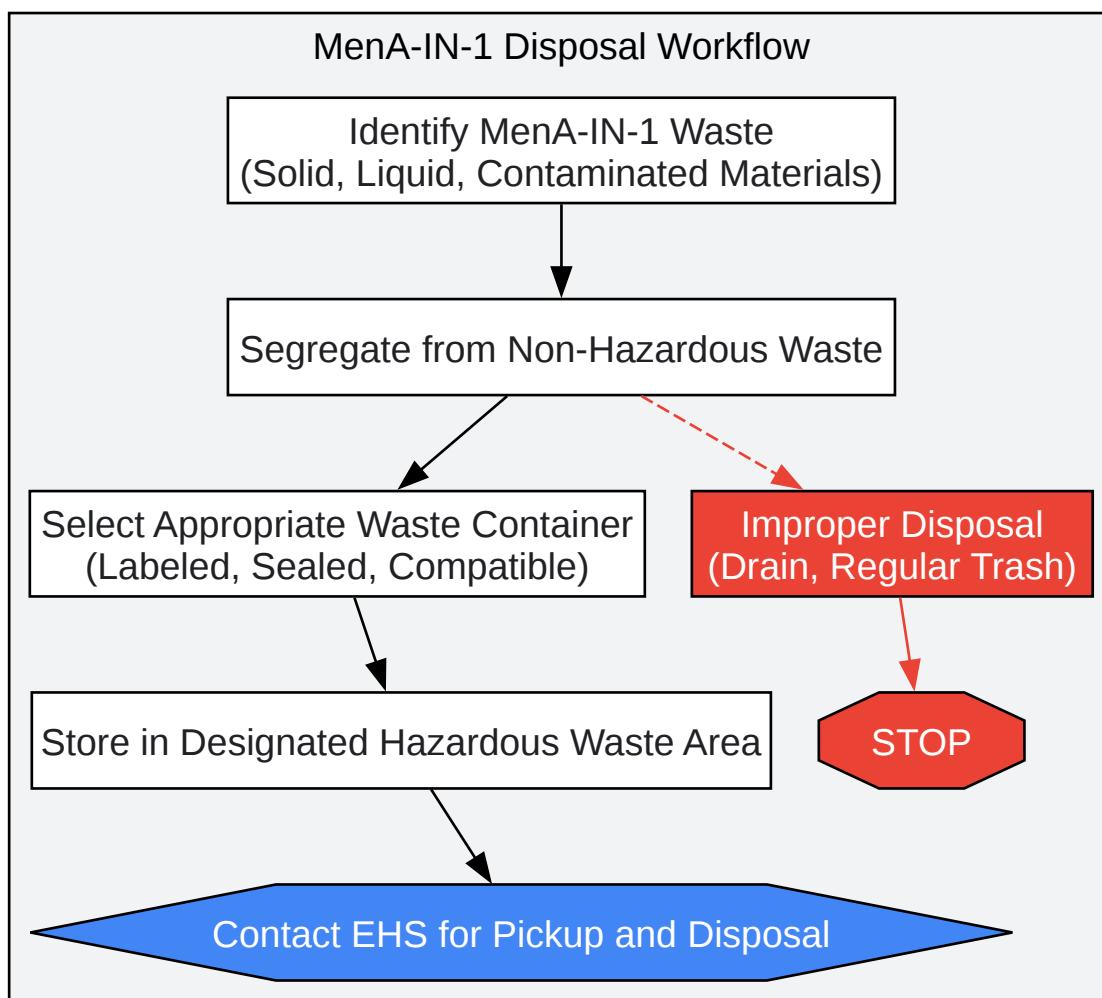 MenA-IN-1 Disposal Workflow
Identify MenA-IN-1 Waste
(Solid, Liquid, Contaminated Materials)
Segregate from Non-Hazardous Waste
Select Appropriate Waste Container
(Labeled, Sealed, Compatible)
Improper Disposal
(Drain, Regular Trash)
Store in Designated Hazardous Waste Area
STOP
Contact EHS for Pickup and Disposal